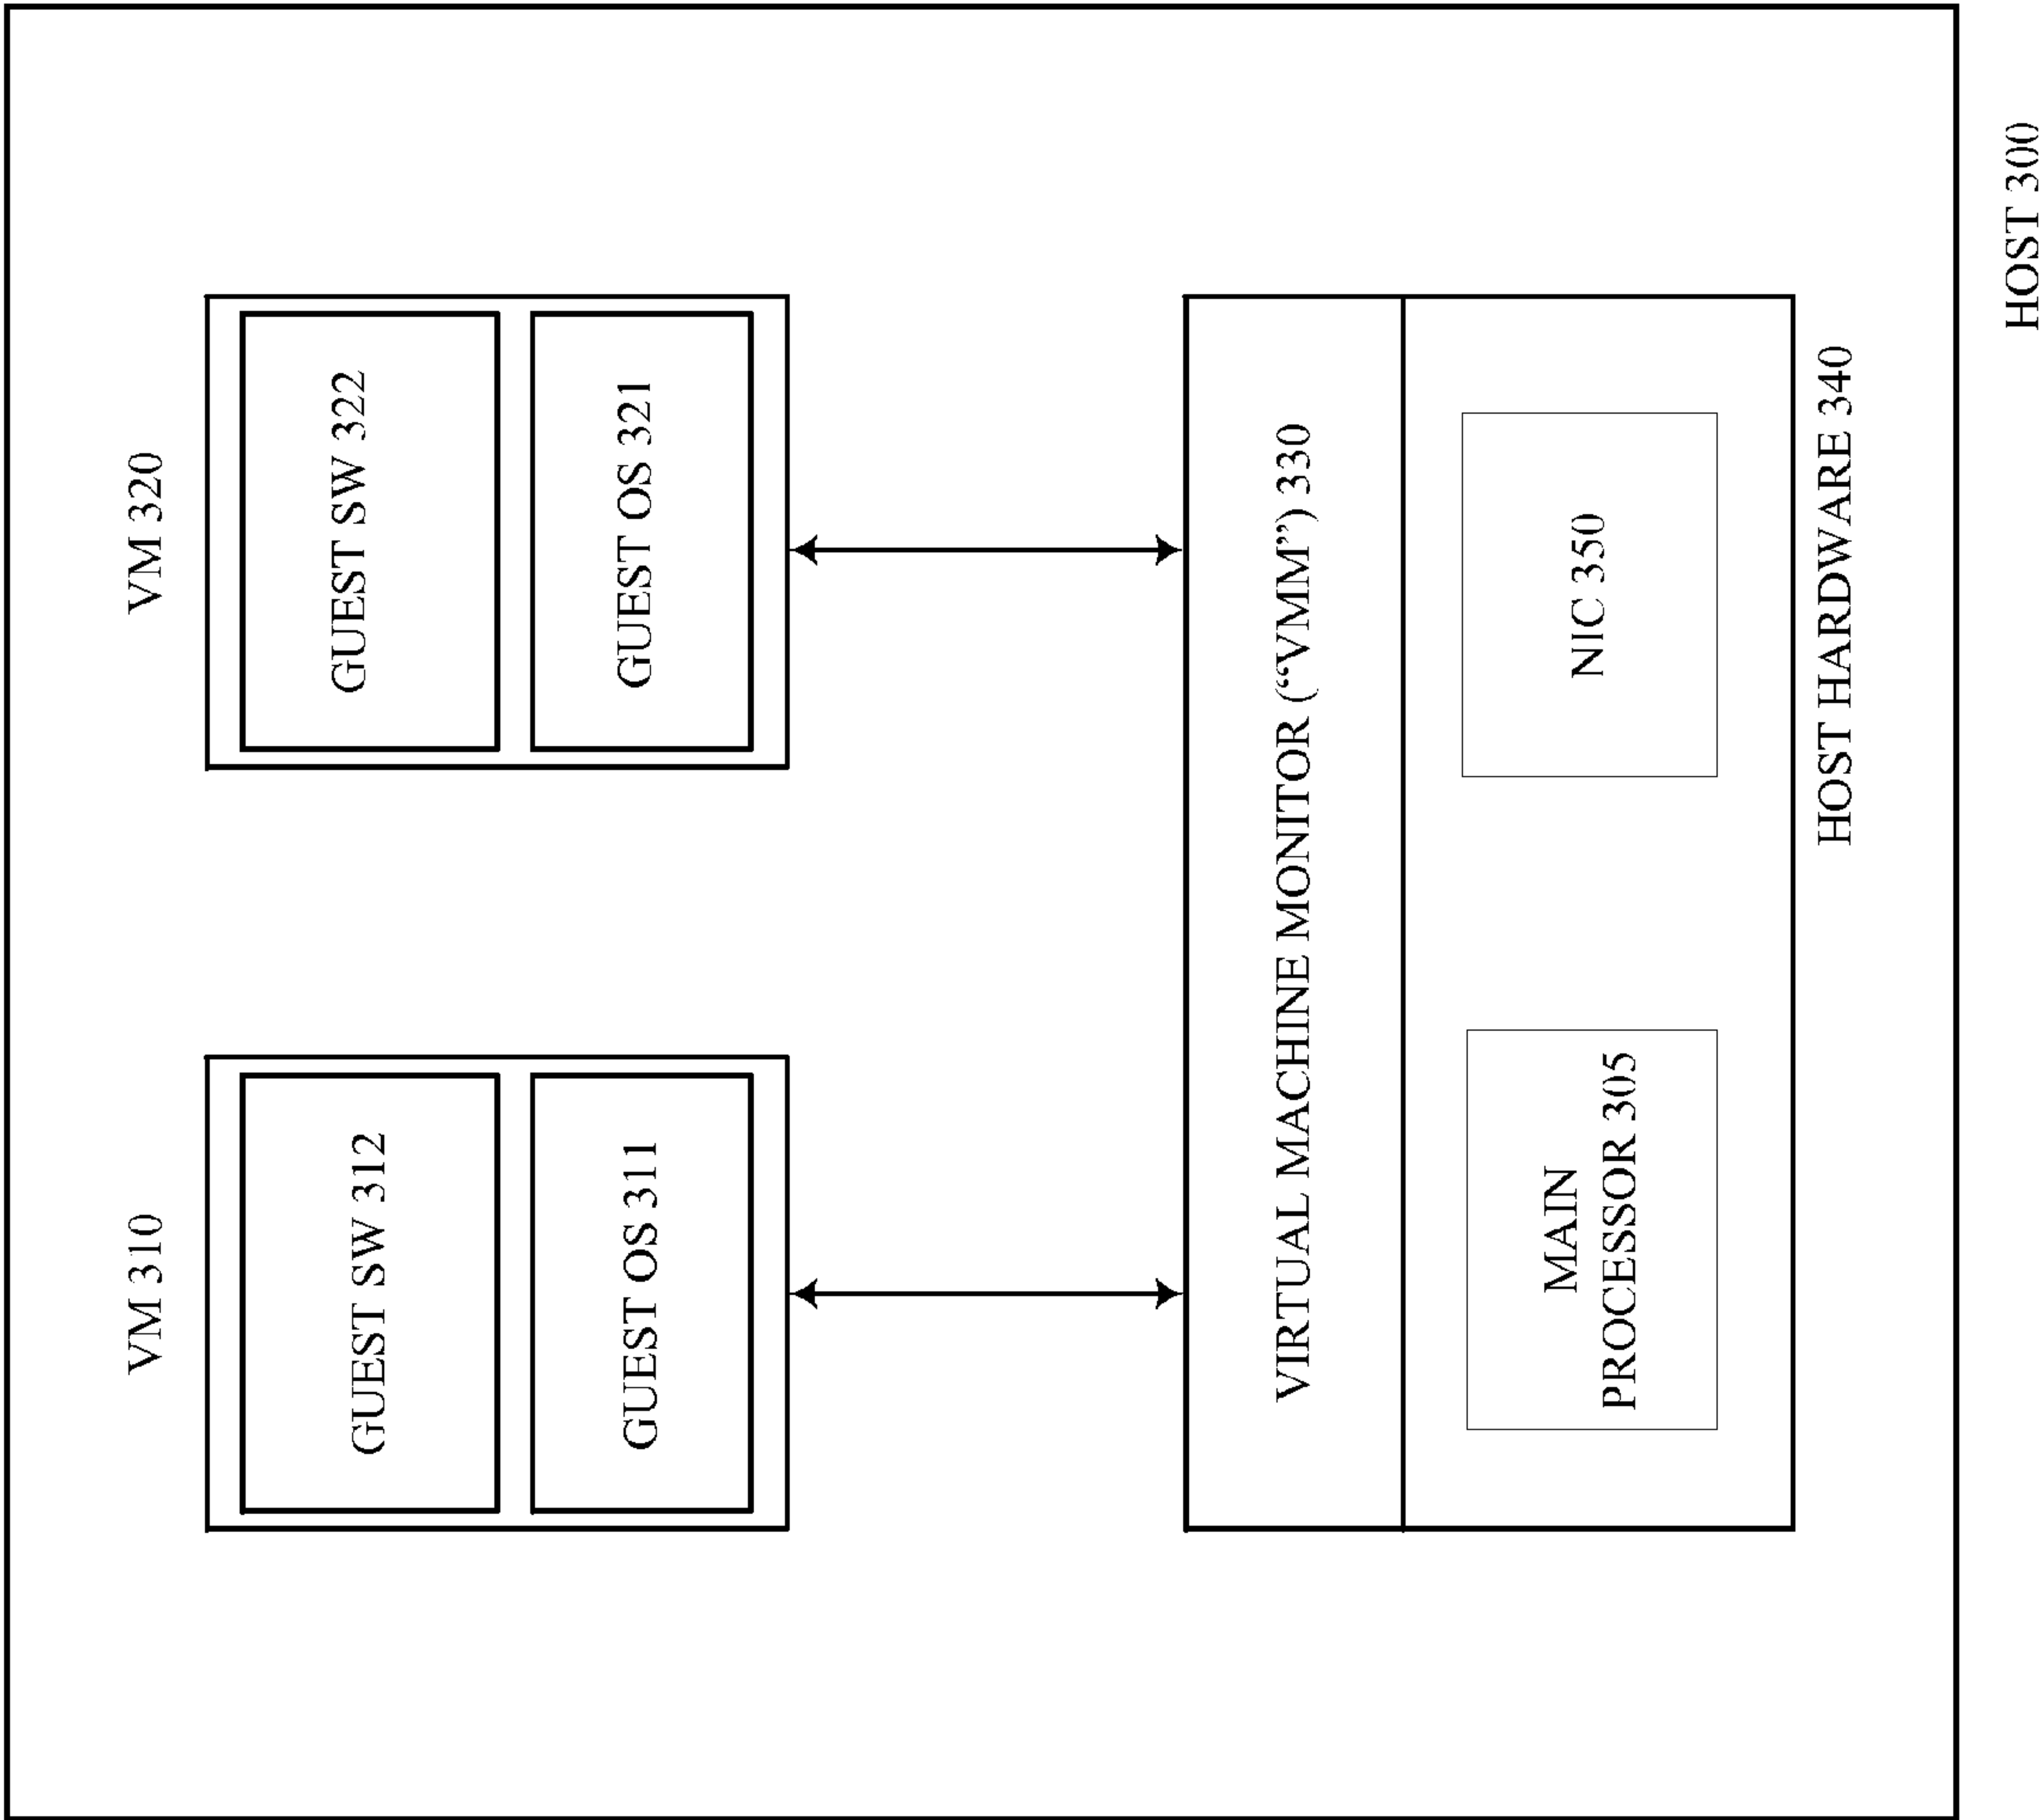 VM 310
VM 320
GUEST SW 312
GUEST SW 322
GUEST OS 311
GUEST OS 321
VIRTUAL MACHINE MONITOR (“VMM”) 330
MAIN
PROCESSOR 305
NIC 350
HOST HARDWARE 340
HOST 300